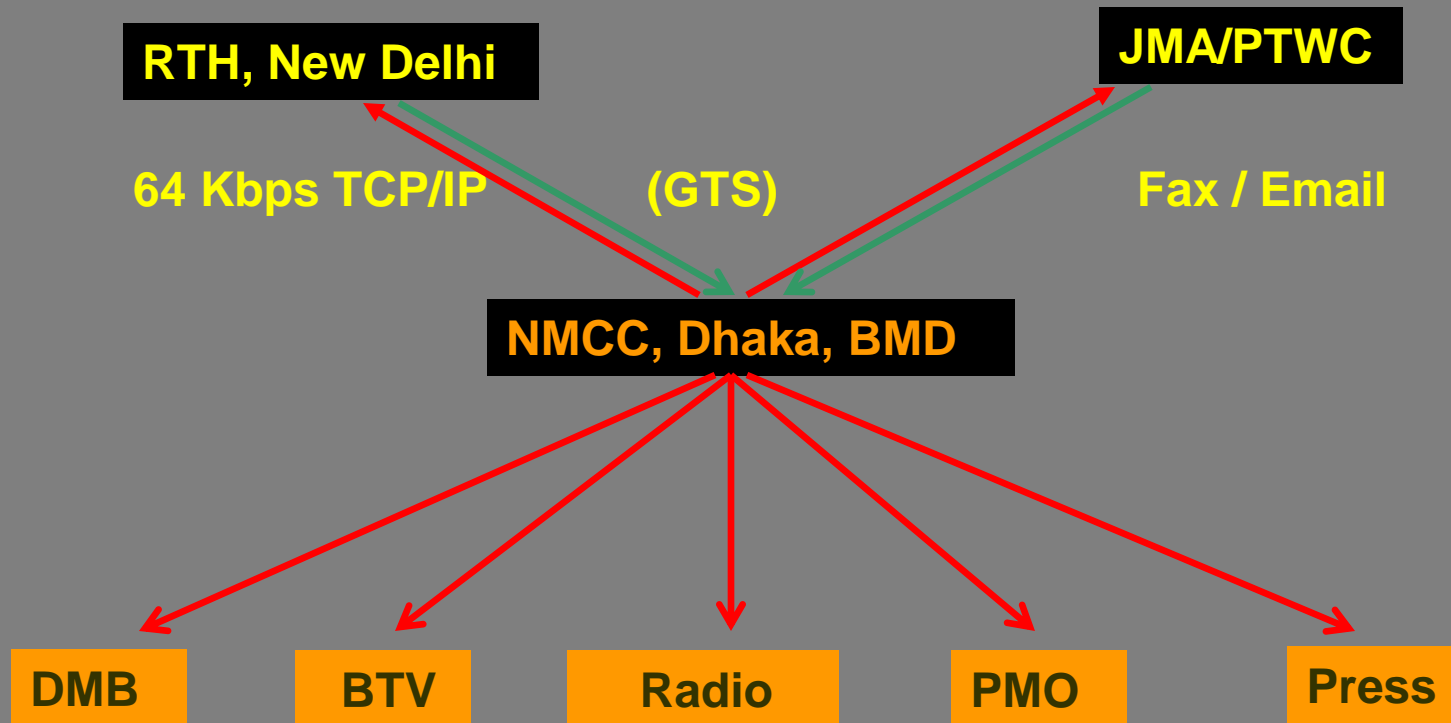 RTH, New Delhi
JMA/PTWC
64 Kbps TCP/IP
(GTS)
Fax / Email
NMCC, Dhaka, BMD
DMB
BTV
Radio
PMO
Press